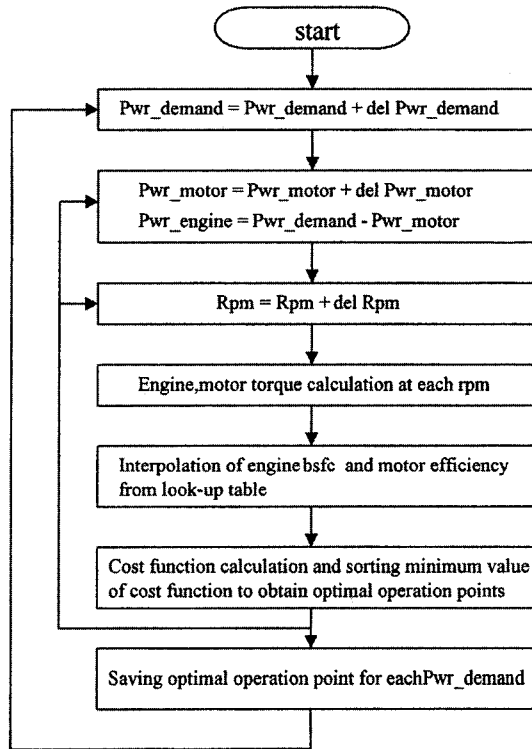 start
Pwr_demand = Pwr_demand + del Pwr_demand
Pwr_motor = Pwr_motor + del Pwr_motor
Pwr_engine = Pwr_demand - Pwr_motor
Rpm = Rpm + del Rpm
Engine,motor torque calculation at each rpm
Interpolation of engine bsfc and motor efficiency
from look-up table
Cost function calculation and sorting minimum value
of cost function to obtain optimal operation points
Saving optimal operation point for eachPwr_demand